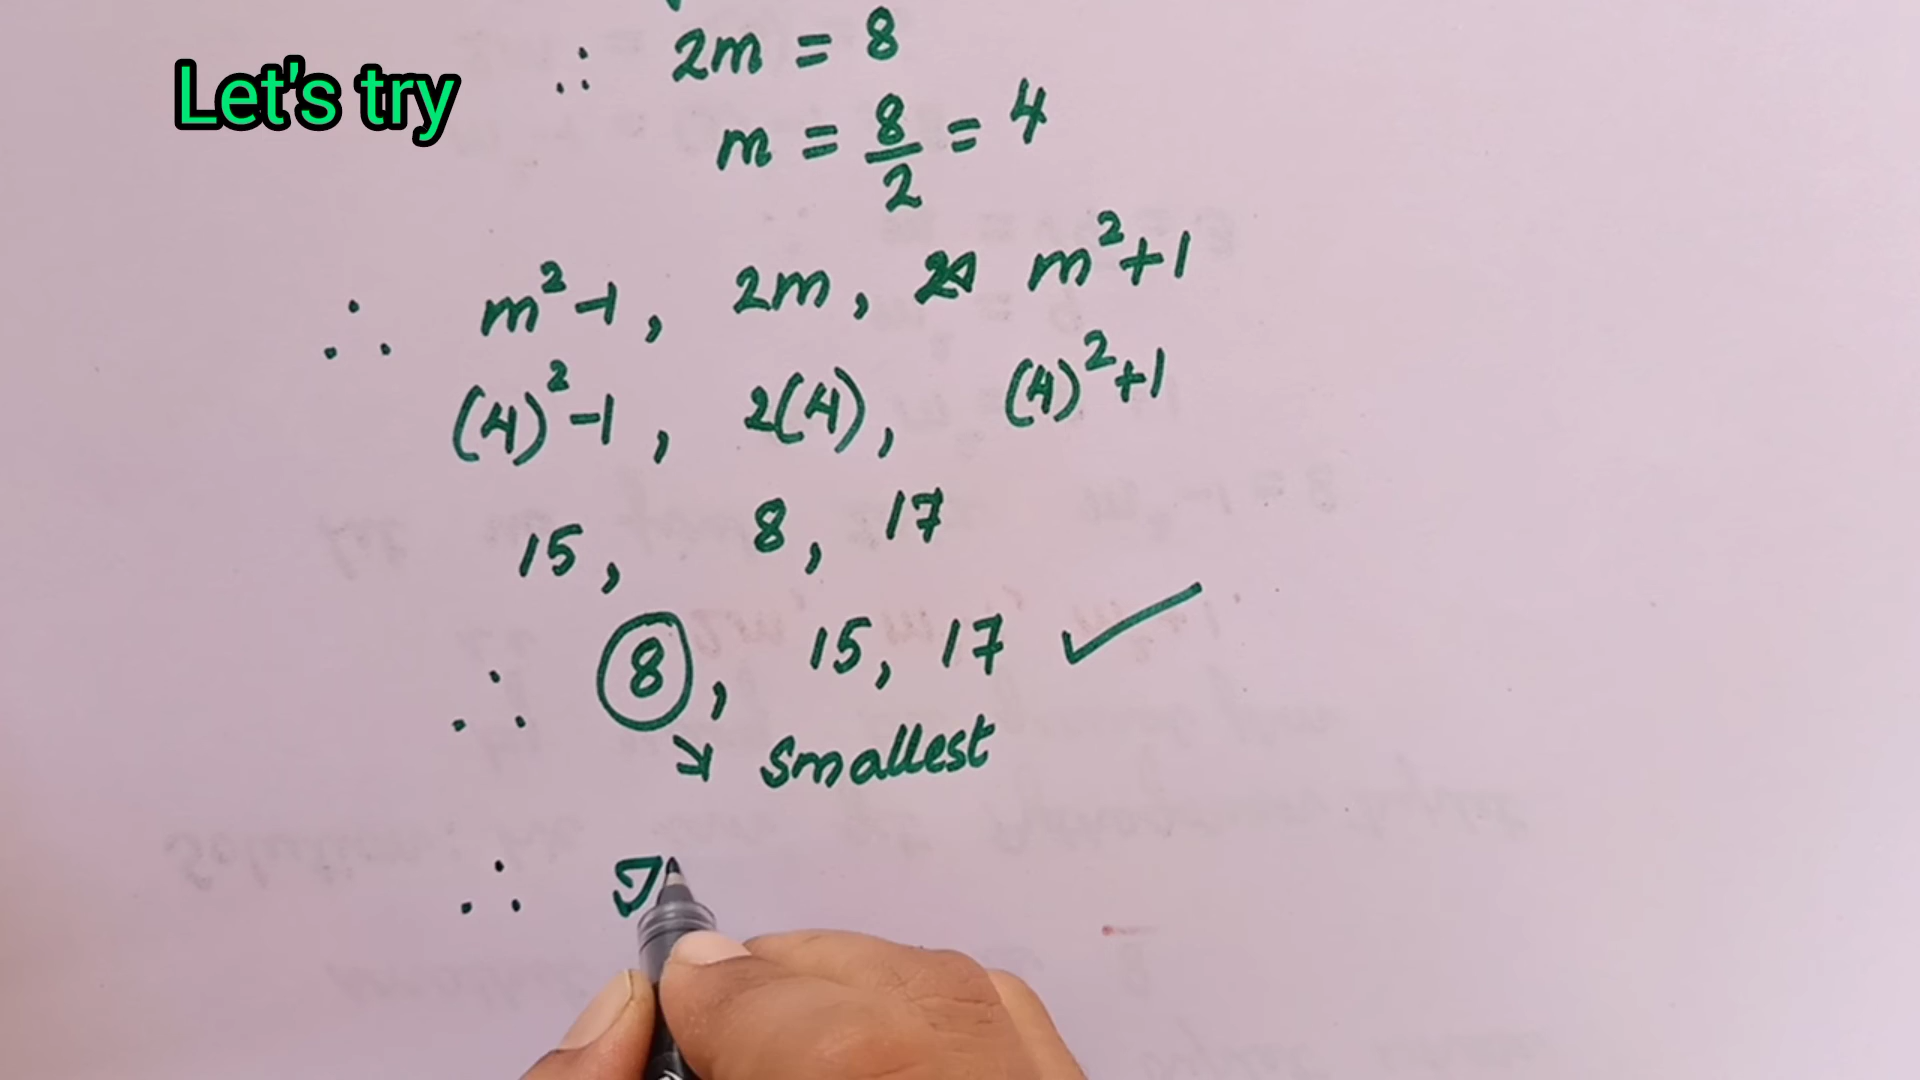 Let's try
∴ 2m = 8
m = 8/2 = 4
∴ m²-1, 2m, m²+1
(4)²-1, 2(4), (4)²+1
15, 8, 17
∴ 8, 15, 17 ✓
↘ smallest
∴